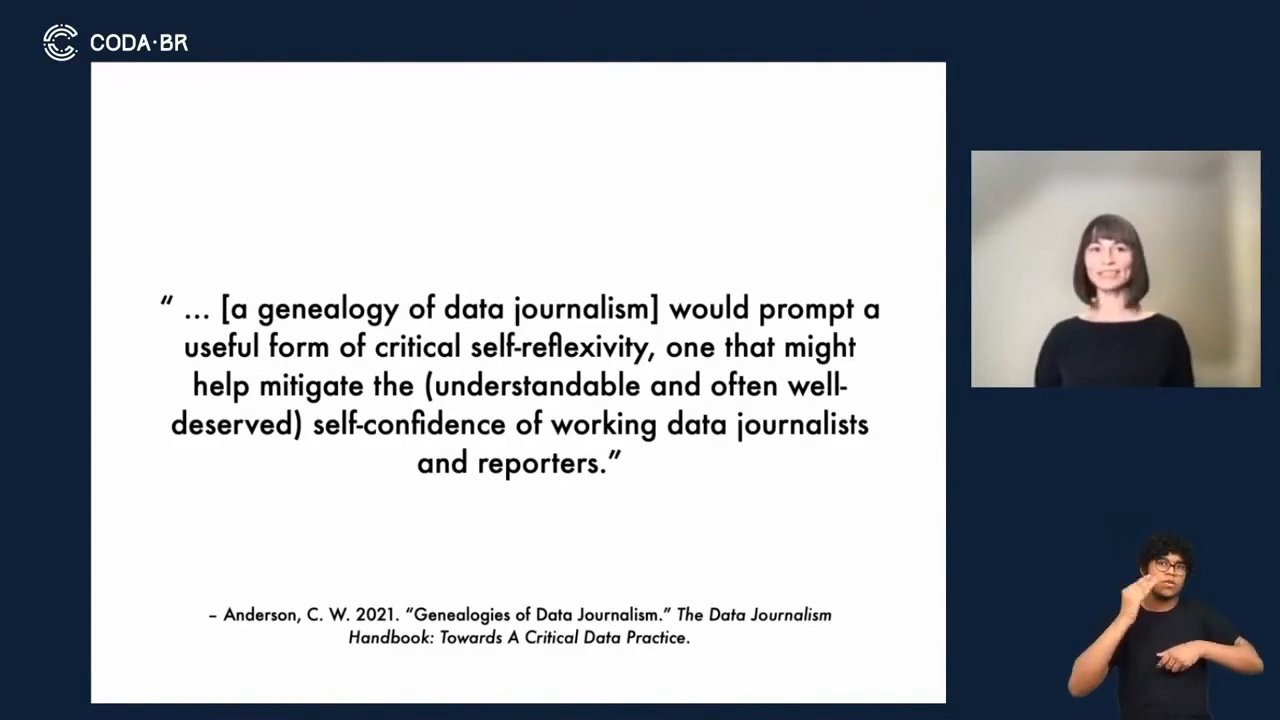 CODA·BR
“ ... [a genealogy of data journalism] would prompt a
useful form of critical self-reflexivity, one that might
help mitigate the (understandable and often well-
deserved) self-confidence of working data journalists
and reporters.”
– Anderson, C. W. 2021. “Genealogies of Data Journalism.” The Data Journalism
Handbook: Towards A Critical Data Practice.